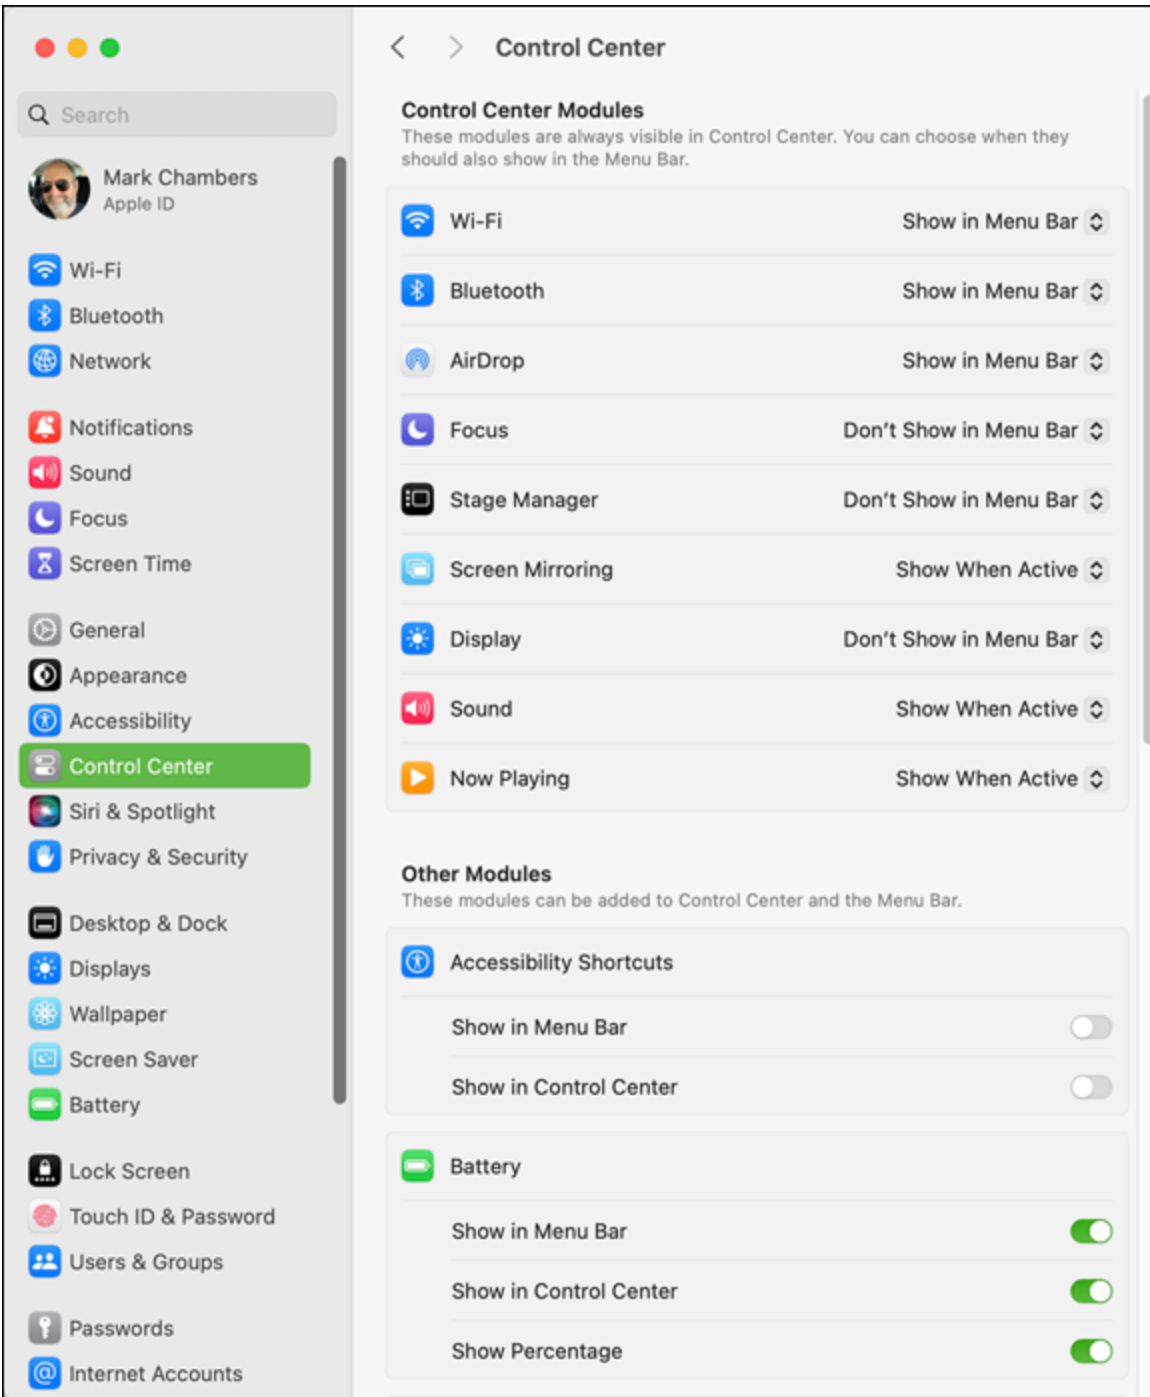 Search
Mark Chambers
Apple ID
Wi-Fi
Bluetooth
Network
Notifications
Sound
Focus
Screen Time
General
Appearance
Accessibility
Control Center
Siri & Spotlight
Privacy & Security
Desktop & Dock
Displays
Wallpaper
Screen Saver
Battery
Lock Screen
Touch ID & Password
Users & Groups
Passwords
Internet Accounts
Control Center
Control Center Modules
These modules are always visible in Control Center. You can choose when they
should also show in the Menu Bar.
Wi-Fi Show in Menu Bar
Bluetooth Show in Menu Bar
AirDrop Show in Menu Bar
Focus Don't Show in Menu Bar
Stage Manager Don't Show in Menu Bar
Screen Mirroring Show When Active
Display Don't Show in Menu Bar
Sound Show When Active
Now Playing Show When Active
Other Modules
These modules can be added to Control Center and the Menu Bar.
Accessibility Shortcuts
Show in Menu Bar
Show in Control Center
Battery
Show in Menu Bar
Show in Control Center
Show Percentage